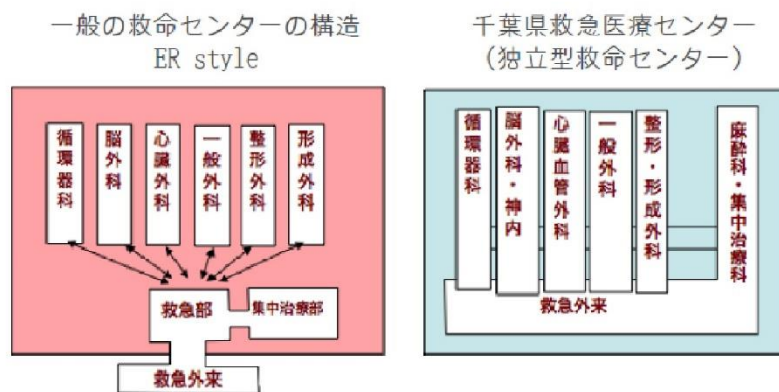 一般の救命センターの構造
ER style
循環器科
脳外科
心臓外科
一般外科
整形外科
形成外科
救急部
集中治療部
救急外来
千葉県救急医療センター
(独立型救命センター)
循環器科
脳外科・神内
心臓血管外科
一般外科
整形・形成外科
麻酔科・集中治療科
救急外来